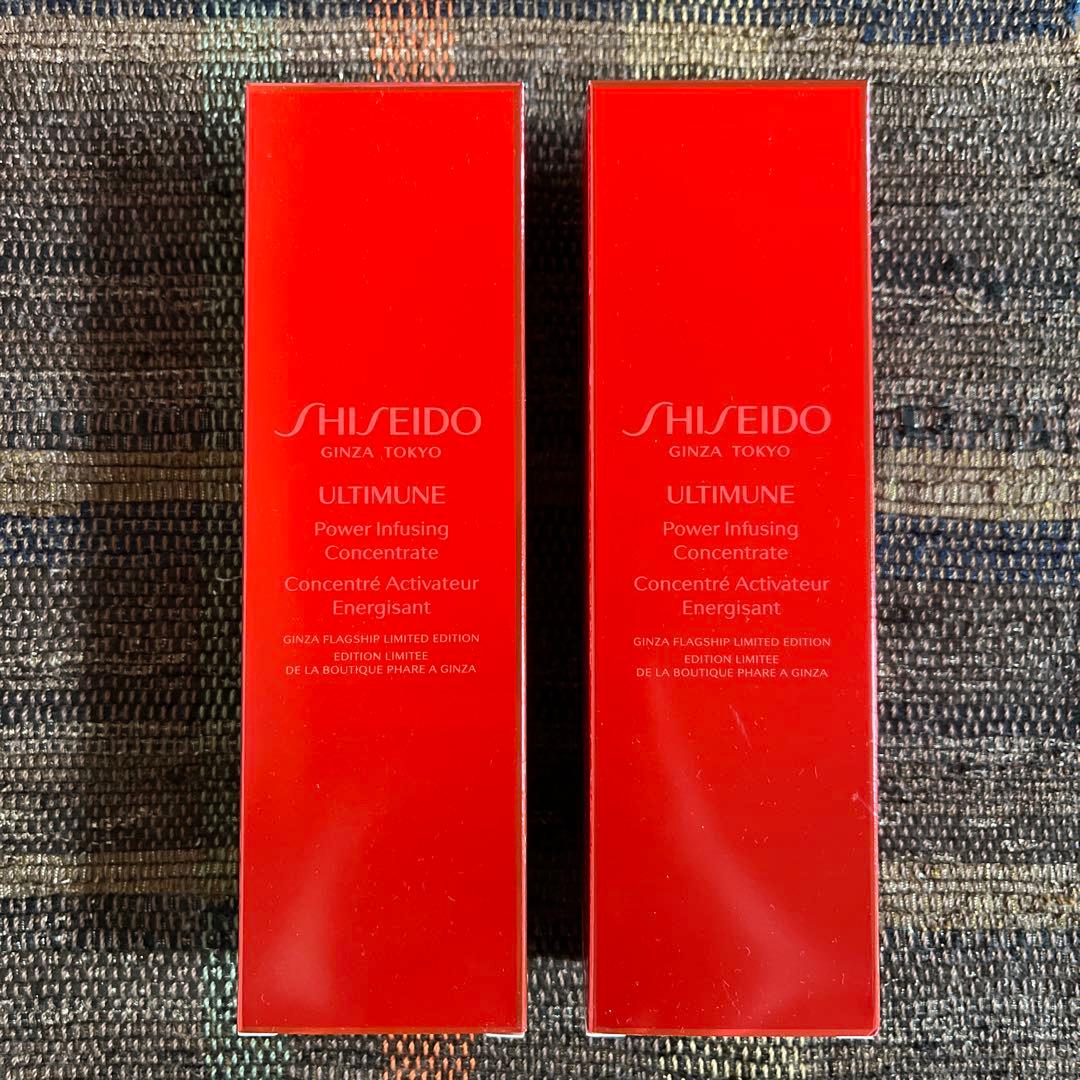 SHISEIDO
GINZA TOKYO
ULTIMUNE
Power Infusing
Concentrate
Concentré Activateur
Energisant
GINZA FLAGSHIP LIMITED EDITION
EDITION LIMITEE
DE LA BOUTIQUE PHARE A GINZA
SHISEIDO
GINZA TOKYO
ULTIMUNE
Power Infusing
Concentrate
Concentré Activateur
Energisant
GINZA FLAGSHIP LIMITED EDITION
EDITION LIMITEE
DE LA BOUTIQUE PHARE A GINZA